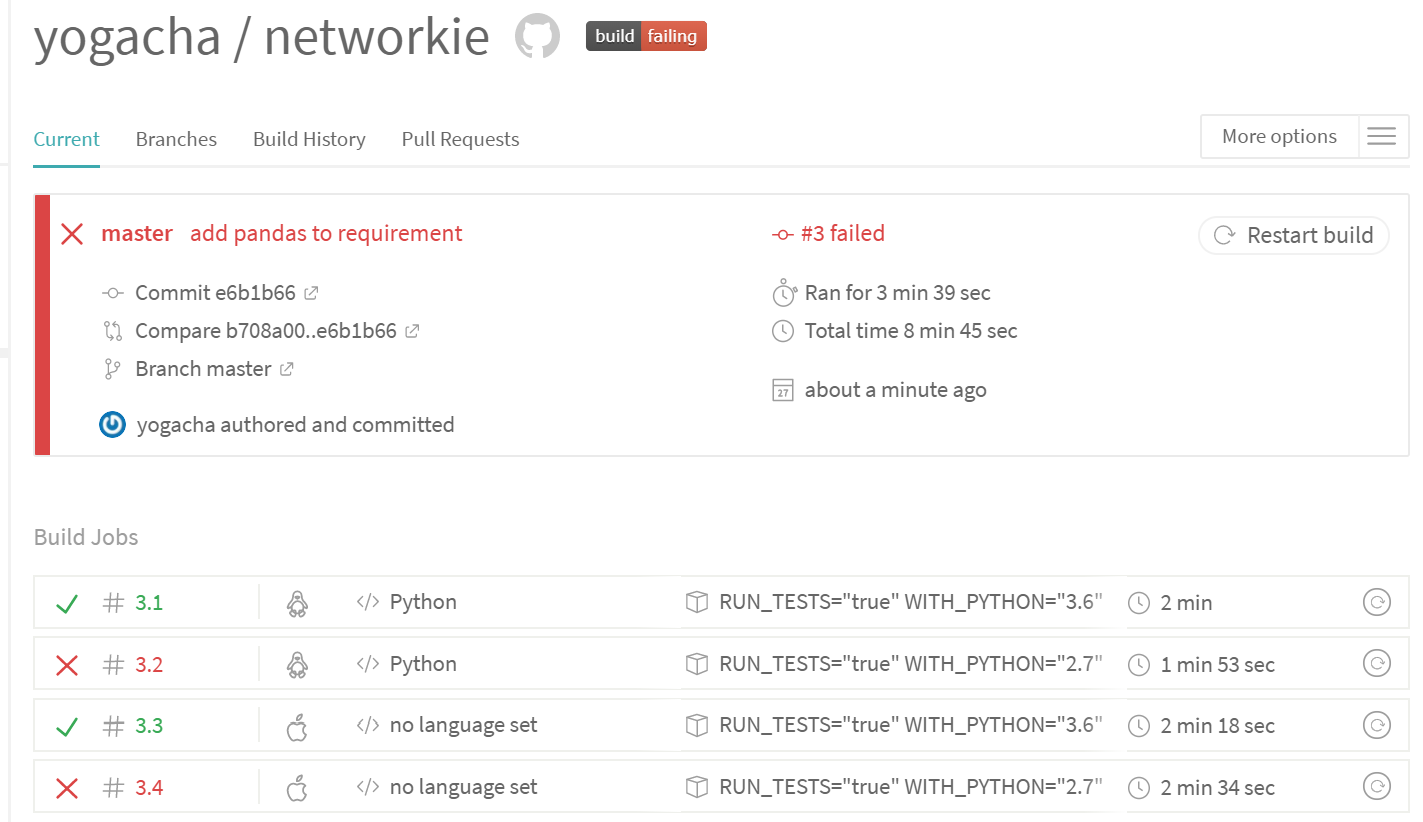 yogacha / networkie build failing
Current Branches Build History Pull Requests More options
master add pandas to requirement
Commit e6b1b66
Compare b708a00..e6b1b66
Branch master
yogacha authored and committed
#3 failed
Ran for 3 min 39 sec
Total time 8 min 45 sec
27 about a minute ago
Restart build
Build Jobs
# 3.1 </> Python RUN_TESTS="true" WITH_PYTHON="3.6" 2 min
# 3.2 </> Python RUN_TESTS="true" WITH_PYTHON="2.7" 1 min 53 sec
# 3.3 </> no language set RUN_TESTS="true" WITH_PYTHON="3.6" 2 min 18 sec
# 3.4 </> no language set RUN_TESTS="true" WITH_PYTHON="2.7" 2 min 34 sec